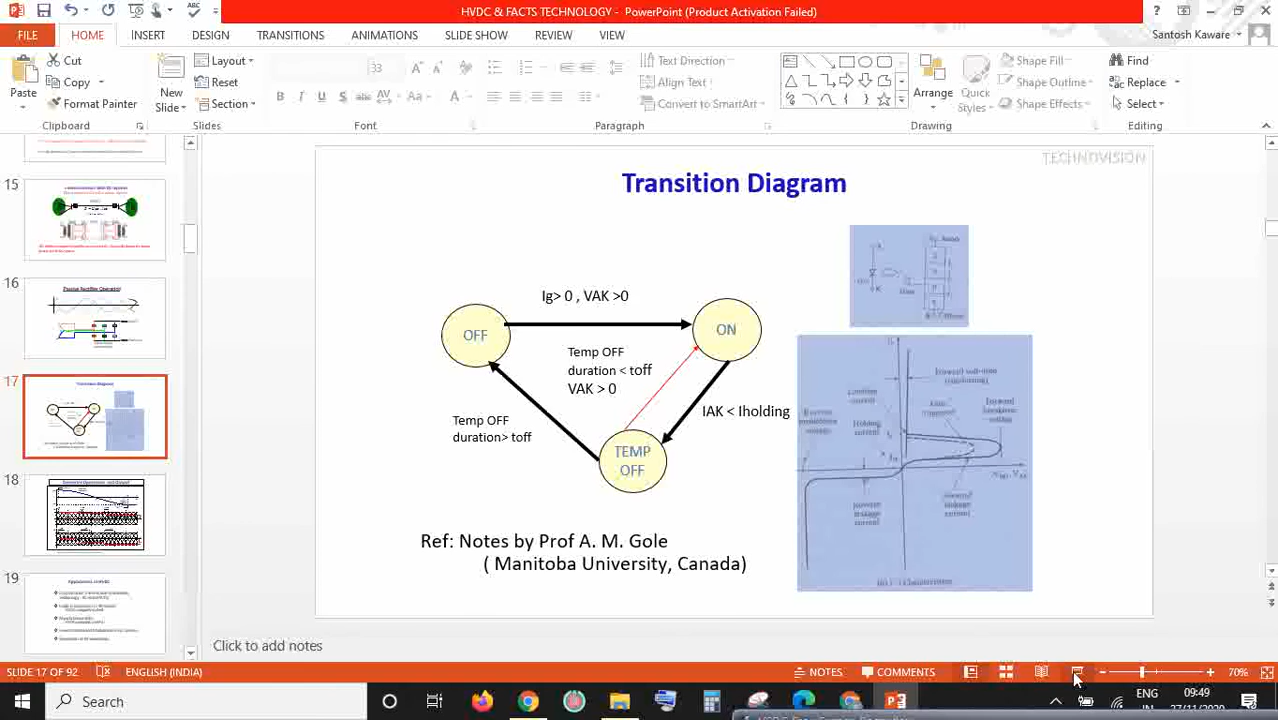 HVDC & FACTS TECHNOLOGY - PowerPoint (Product Activation Failed)
FILE HOME INSERT DESIGN TRANSITIONS ANIMATIONS SLIDE SHOW REVIEW VIEW Santosh Kaware
Paste
Cut
Copy
Format Painter
Clipboard
New
Slide
Layout
Reset
Section
Slides
33
Font
Text Direction
Align Text
Convert to SmartArt
Paragraph
Arrange
Quick
Styles
Shape Fill
Shape Outline
Shape Effects
Drawing
Find
Replace
Select
Editing
15
16
17
18
19
TECHNOVISION
Transition Diagram
Ig> 0 , VAK >0
OFF
ON
Temp OFF
duration < toff
VAK > 0
IAK < Iholding
Temp OFF
duration> toff
TEMP
OFF
Ref: Notes by Prof A. M. Gole
( Manitoba University, Canada)
Click to add notes
SLIDE 17 OF 92 ENGLISH (INDIA) NOTES COMMENTS 70%
Search
ENG
IN
09:49
27/11/2020